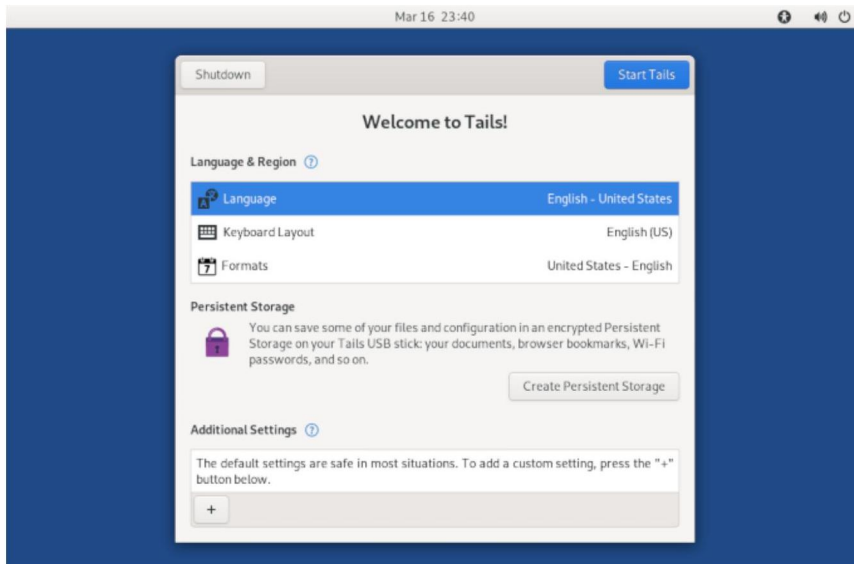 Mar 16 23:40
Shutdown
Start Tails
Welcome to Tails!
Language & Region ?
Language English - United States
Keyboard Layout English (US)
7 Formats United States - English
Persistent Storage
You can save some of your files and configuration in an encrypted Persistent
Storage on your Tails USB stick: your documents, browser bookmarks, Wi-Fi
passwords, and so on.
Create Persistent Storage
Additional Settings ?
The default settings are safe in most situations. To add a custom setting, press the "+"
button below.
+